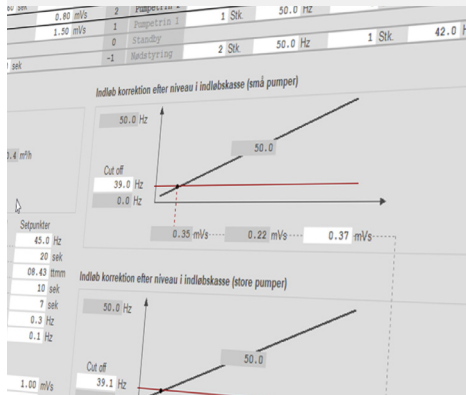 60 sek
0.80 mVs 2 Pumpetrin 1 1 Stk. 50.0 Hz
1.50 mVs 1 Pumpetrin 1
0 Standby
sek -1 Nødstyring 2 Stk. 50.0 Hz 1 Stk. 42.0 H
Indløb korrektion efter niveau i indløbskasse (små pumper)
50.0 Hz
50.0
0.4 m³/h
Cut off
39.0 Hz
0.0 Hz
0.35 mVs 0.22 mVs 0.37 mVs
Setpunkter
45.0 Hz
20 sek
08.43 ttmm
10 sek
7 sek
0.3 Hz
0.1 Hz
1.00 mVs
Indløb korrektion efter niveau i indløbskasse (store pumper)
50.0 Hz
50.0
Cut off
39.1 Hz